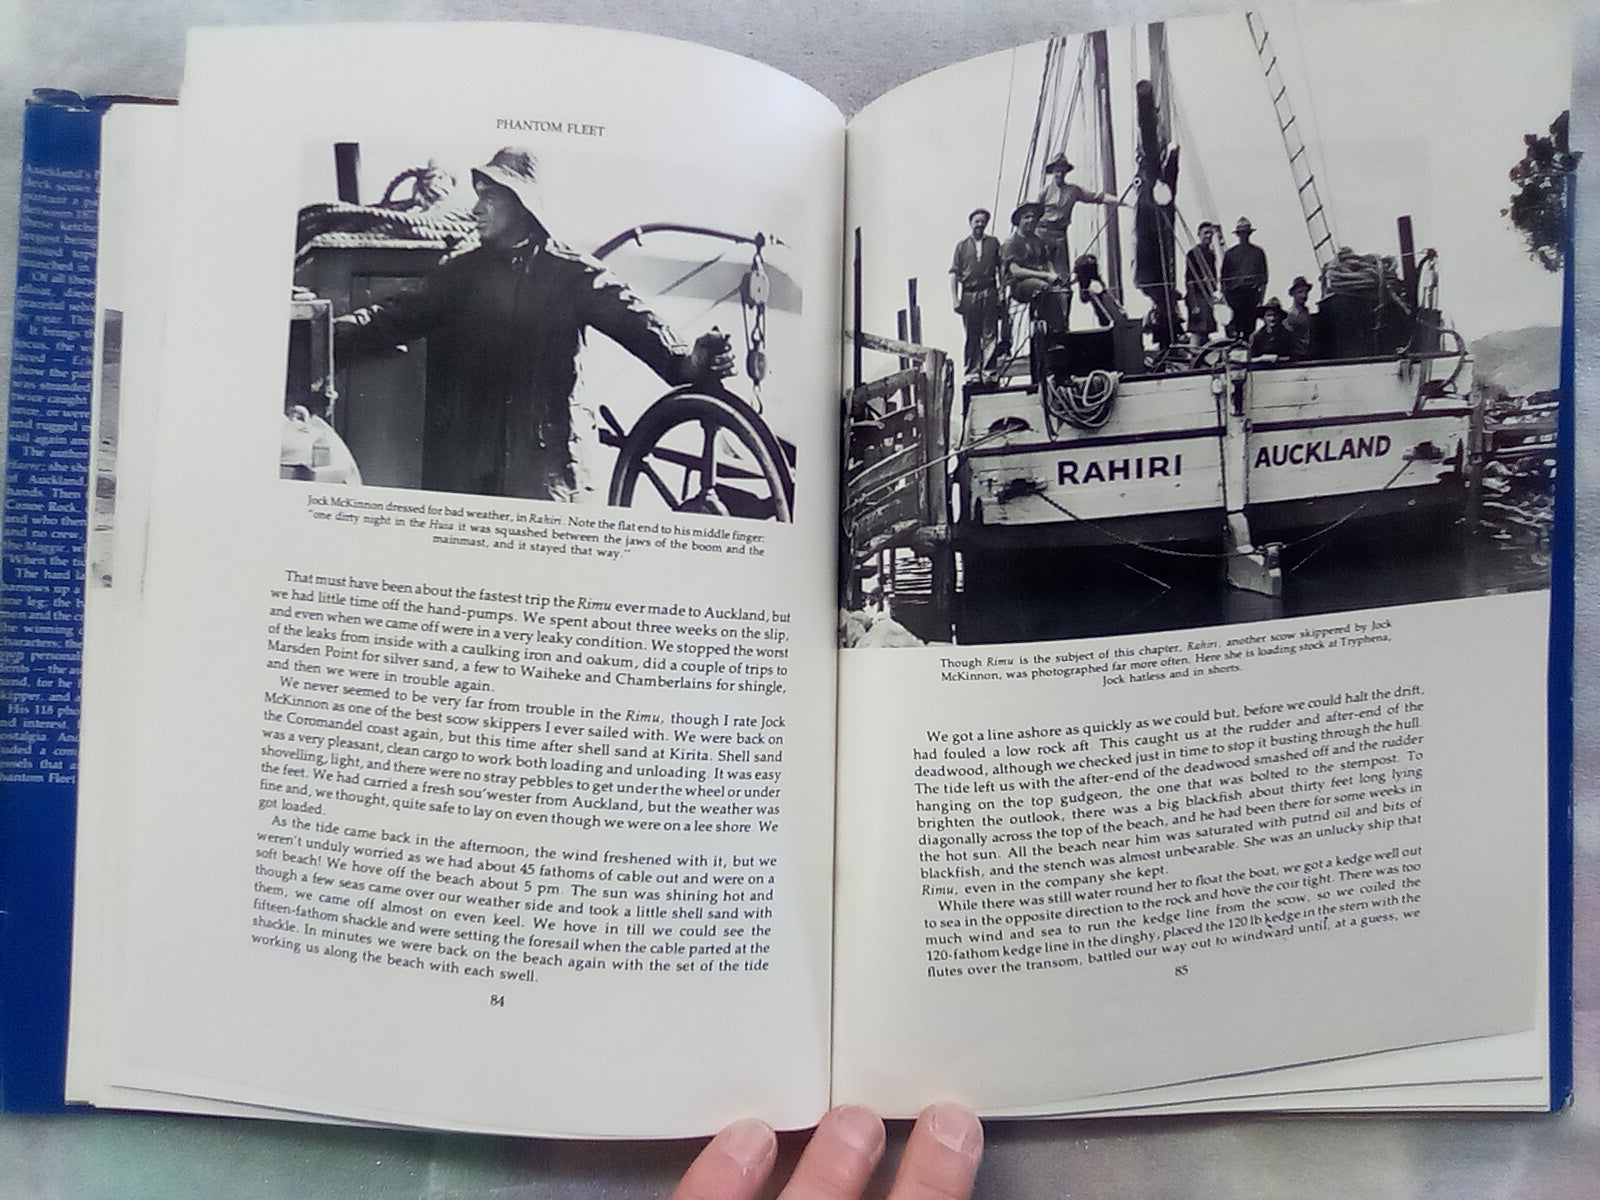 PHANTOM FLEET
Jock McKinnon dressed for bad weather, in Rahiri. Note the flat end to his middle finger:
"one dirty night in the Huia it was squashed between the jaws of the boom and the
mainmast, and it stayed that way."
That must have been about the fastest trip the Rimu ever made to Auckland, but
we had little time off the hand-pumps. We spent about three weeks on the slip,
and even when we came off were in a very leaky condition. We stopped the worst
of the leaks from inside with a caulking iron and oakum, did a couple of trips to
Marsden Point for silver sand, a few to Waiheke and Chamberlains for shingle,
and then we were in trouble again.
We never seemed to be very far from trouble in the Rimu, though I rate Jock
McKinnon as one of the best scow skippers I ever sailed with. We were back on
the Coromandel coast again, but this time after shell sand at Kirita. Shell sand
was a very pleasant, clean cargo to work both loading and unloading. It was easy
shovelling, light, and there were no stray pebbles to get under the wheel or under
the feet. We had carried a fresh sou'wester from Auckland, but the weather was
fine and, we thought, quite safe to lay on even though we were on a lee shore. We
got loaded.
As the tide came back in the afternoon, the wind freshened with it, but we
weren't unduly worried as we had about 45 fathoms of cable out and were on a
soft beach! We hove off the beach about 5 pm. The sun was shining hot and
though a few seas came over our weather side and took a little shell sand with
them, we came off almost on even keel. We hove in till we could see the
fifteen-fathom shackle and were setting the foresail when the cable parted at the
shackle. In minutes we were back on the beach again with the set of the tide
working us along the beach with each swell.
84
RAHIRI AUCKLAND
Though Rimu is the subject of this chapter, Rahiri, another scow skippered by Jock
McKinnon, was photographed far more often. Here she is loading stock at Tryphena,
Jock hatless and in shorts.
We got a line ashore as quickly as we could but, before we could halt the drift,
had fouled a low rock aft. This caught us at the rudder and after-end of the
deadwood, although we checked just in time to stop it busting through the hull.
The tide left us with the after-end of the deadwood smashed off and the rudder
hanging on the top gudgeon, the one that was bolted to the sternpost. To
brighten the outlook, there was a big blackfish about thirty feet long lying
diagonally across the top of the beach, and he had been there for some weeks in
the hot sun. All the beach near him was saturated with putrid oil and bits of
blackfish, and the stench was almost unbearable. She was an unlucky ship that
Rimu, even in the company she kept.
While there was still water round her to float the boat, we got a kedge well out
to sea in the opposite direction to the rock and hove the coir tight. There was too
much wind and sea to run the kedge line from the scow, so we coiled the
120-fathom kedge line in the dinghy, placed the 120 lb kedge in the stern with the
flutes over the transom, battled our way out to windward until, at a guess, we
85